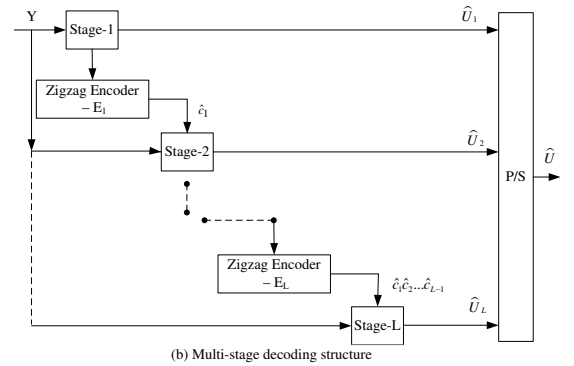 Y
Stage-1
Û₁
Zigzag Encoder
– E₁
ĉ₁
Stage-2
Û₂
P/S
Û
Zigzag Encoder
– E_L
ĉ₁ĉ₂...ĉ_{L−1}
Stage-L
Û_L
(b) Multi-stage decoding structure